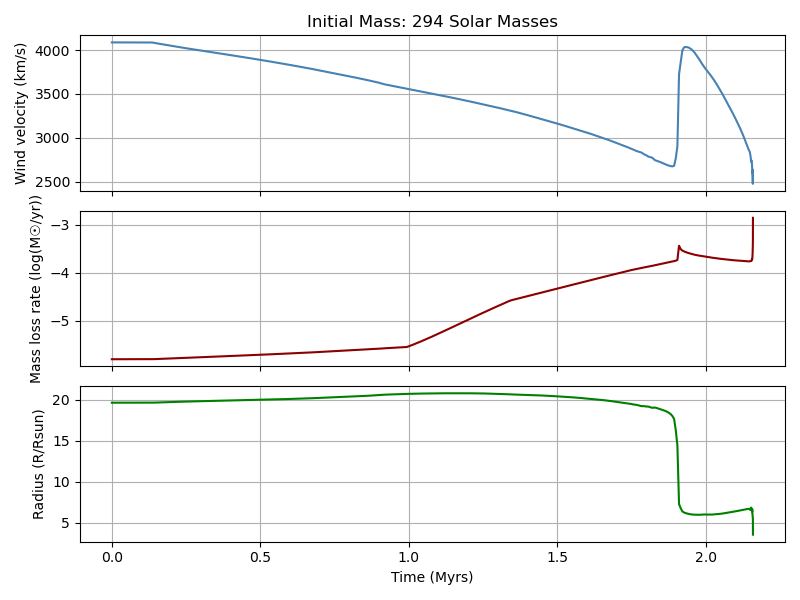 Initial Mass: 294 Solar Masses
Wind velocity (km/s)
4000
3500
3000
2500
Mass loss rate (log(M☉/yr))
−3
−4
−5
Radius (R/Rsun)
20
15
10
5
0.0 0.5 1.0 1.5 2.0
Time (Myrs)